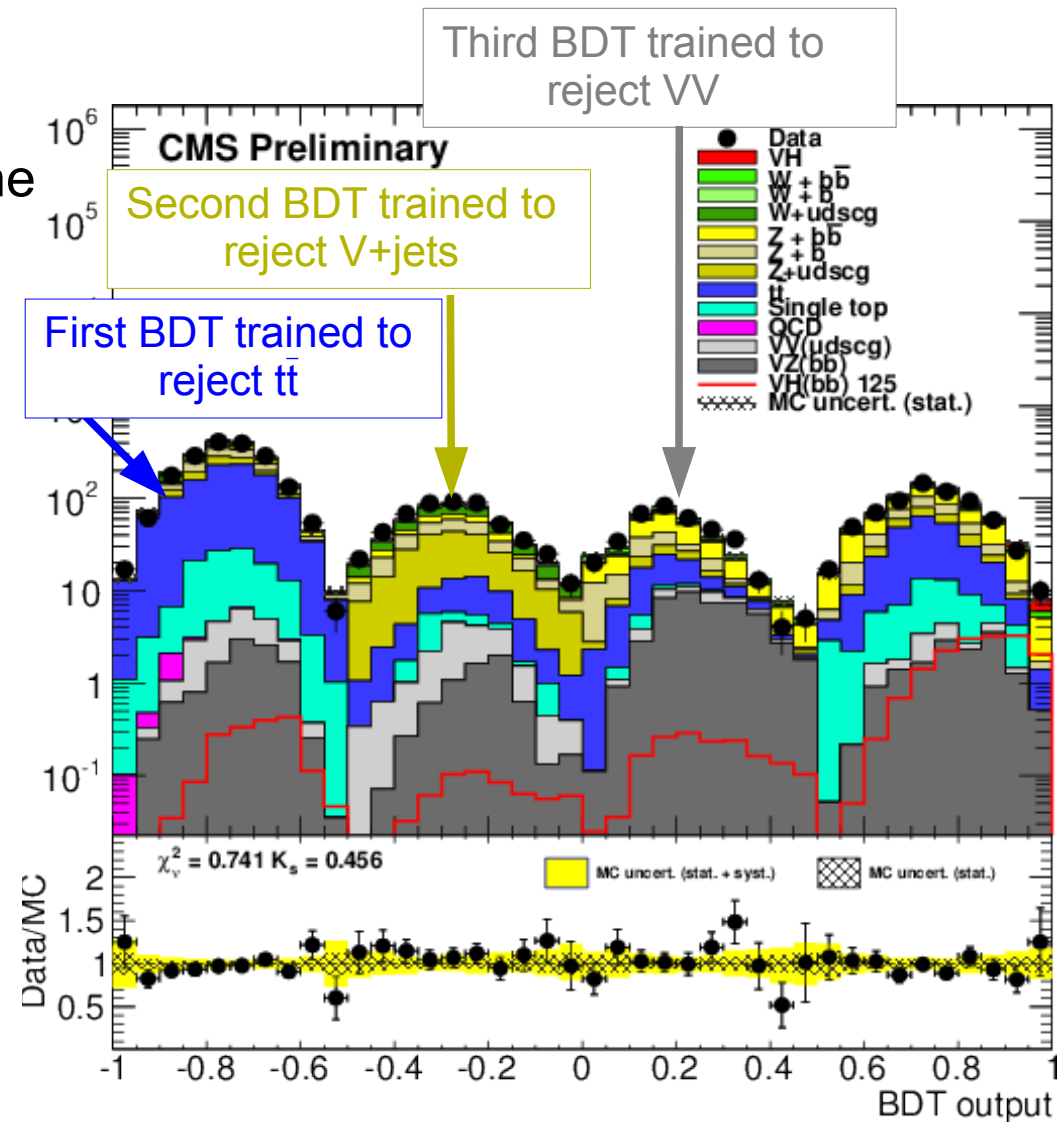 Third BDT trained to
reject VV
CMS Preliminary
ne
Second BDT trained to
reject V+jets
First BDT trained to
reject tt̄
Data
VH
W + bb̄
W + b
W+udscg
Z + bb̄
Z + b
Z+udscg
tt̄
Single top
QCD
VV(udscg)
VZ(bb)
VH(bb) 125
MC uncert. (stat.)
10⁶
10⁵
10²
10
1
10⁻¹
χ²ᵥ = 0.741 Kₛ = 0.456
MC uncert. (stat. + syst.)
MC uncert. (stat.)
Data/MC
2
1.5
1
0.5
-1 -0.8 -0.6 -0.4 -0.2 0 0.2 0.4 0.6 0.8 1
BDT output